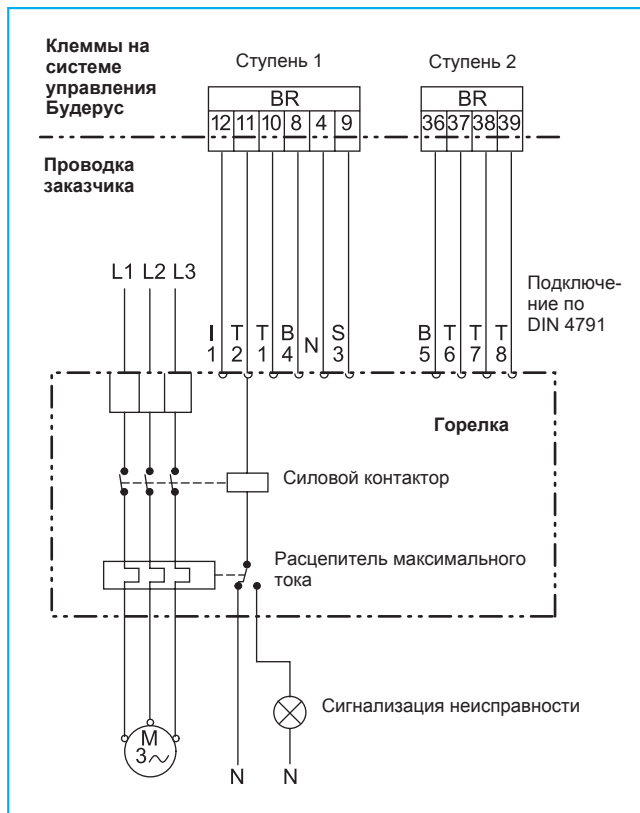 Клеммы на
системе
управления
Будерус
Ступень 1
Ступень 2
BR
BR
12 11 10 8 4 9
36 37 38 39
Проводка
заказчика
L1 L2 L3
Подключе-
ние по
DIN 4791
I T T B N S
1 2 1 4 3
B T T T
5 6 7 8
Горелка
Силовой контактор
Расцепитель максимального
тока
Сигнализация неисправности
M
3~
N N